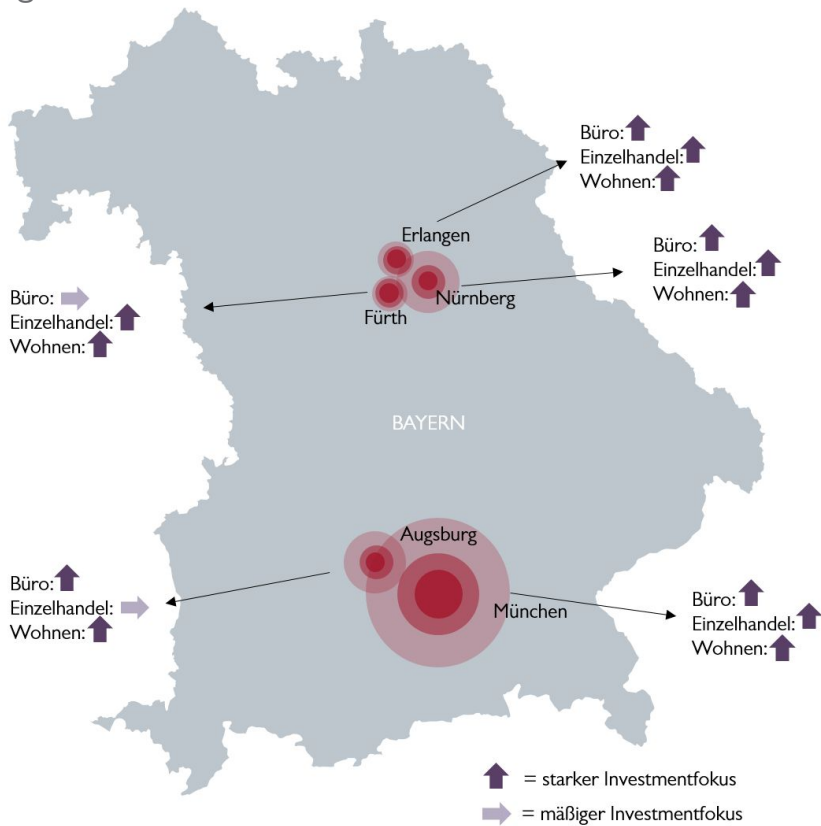 Büro:
Einzelhandel:
Wohnen:
Erlangen
Büro:
Einzelhandel:
Wohnen:
Nürnberg
Fürth
Büro:
Einzelhandel:
Wohnen:
BAYERN
Augsburg
Büro:
Einzelhandel:
Wohnen:
München
Büro:
Einzelhandel:
Wohnen:
= starker Investmentfokus
= mäßiger Investmentfokus